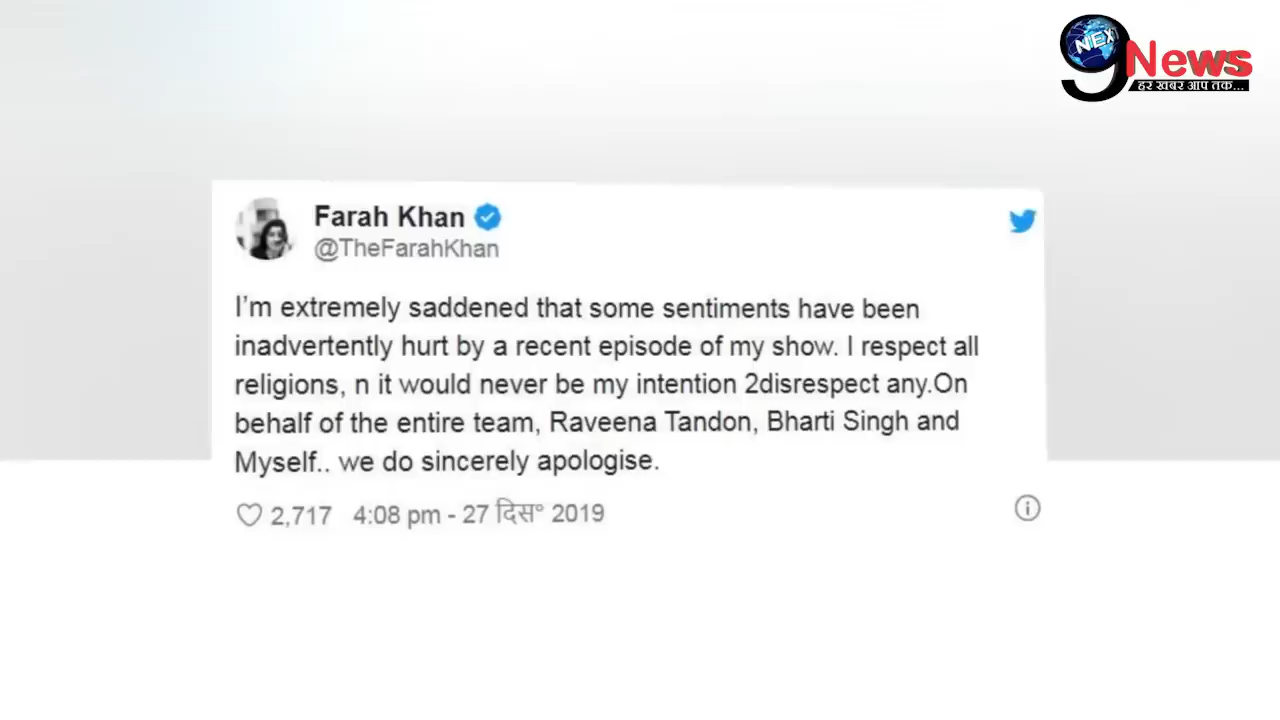 NEX
9 News
हर खबर आप तक...
Farah Khan
@TheFarahKhan
I'm extremely saddened that some sentiments have been
inadvertently hurt by a recent episode of my show. I respect all
religions, n it would never be my intention 2disrespect any.On
behalf of the entire team, Raveena Tandon, Bharti Singh and
Myself.. we do sincerely apologise.
2,717 4:08 pm - 27 दिस° 2019